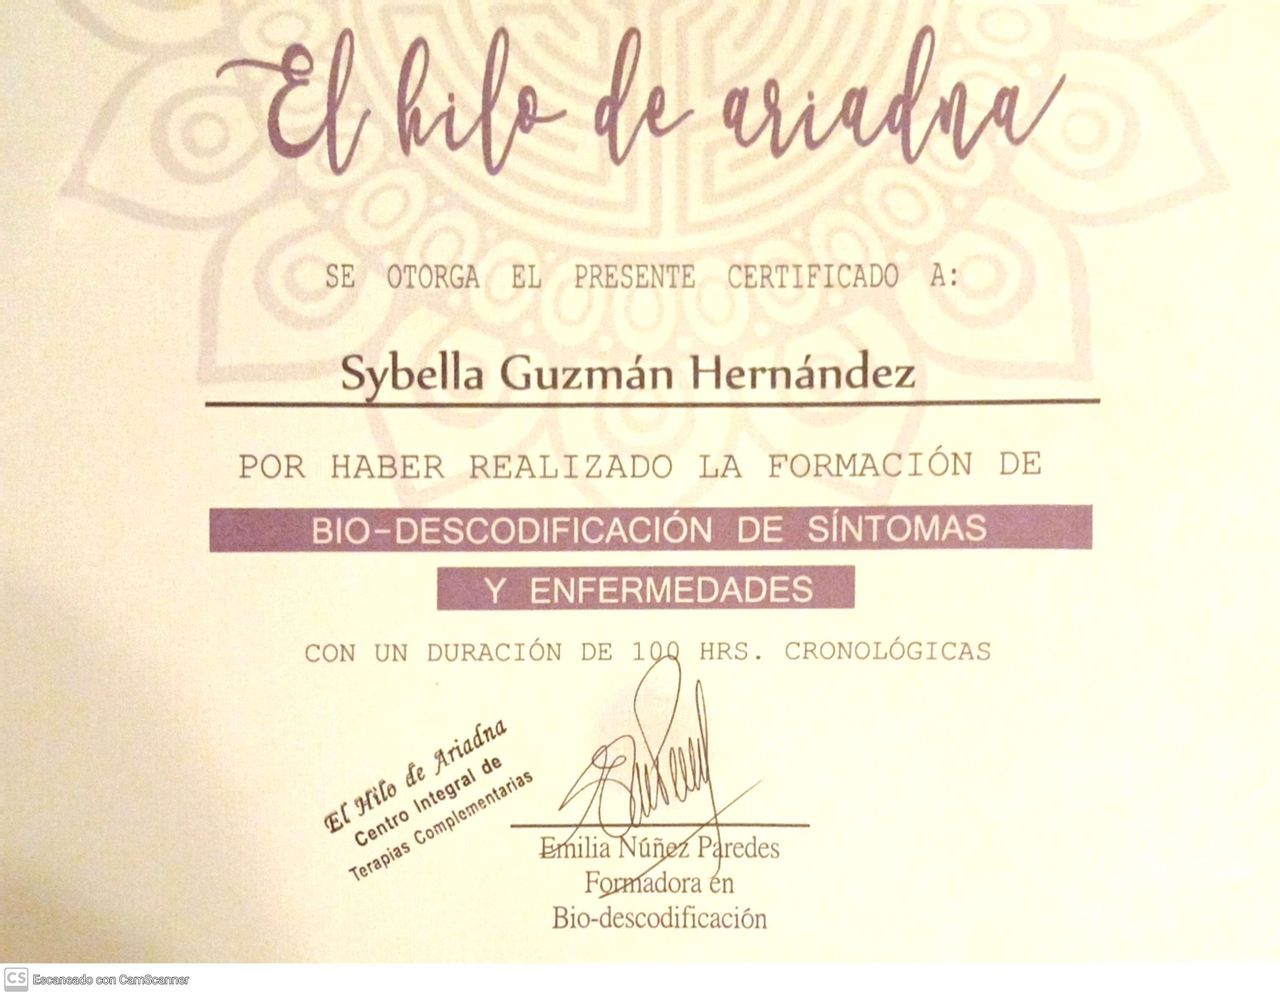 El hilo de ariadna
SE OTORGA EL PRESENTE CERTIFICADO A:
Sybella Guzmán Hernández
POR HABER REALIZADO LA FORMACIÓN DE
BIO-DESCODIFICACIÓN DE SÍNTOMAS
Y ENFERMEDADES
CON UN DURACIÓN DE 100 HRS. CRONOLÓGICAS
El Hilo de Ariadna
Centro Integral de
Terapias Complementarias
Emilia Núñez Paredes
Formadora en
Bio-descodificación
CS Escaneado con CamScanner